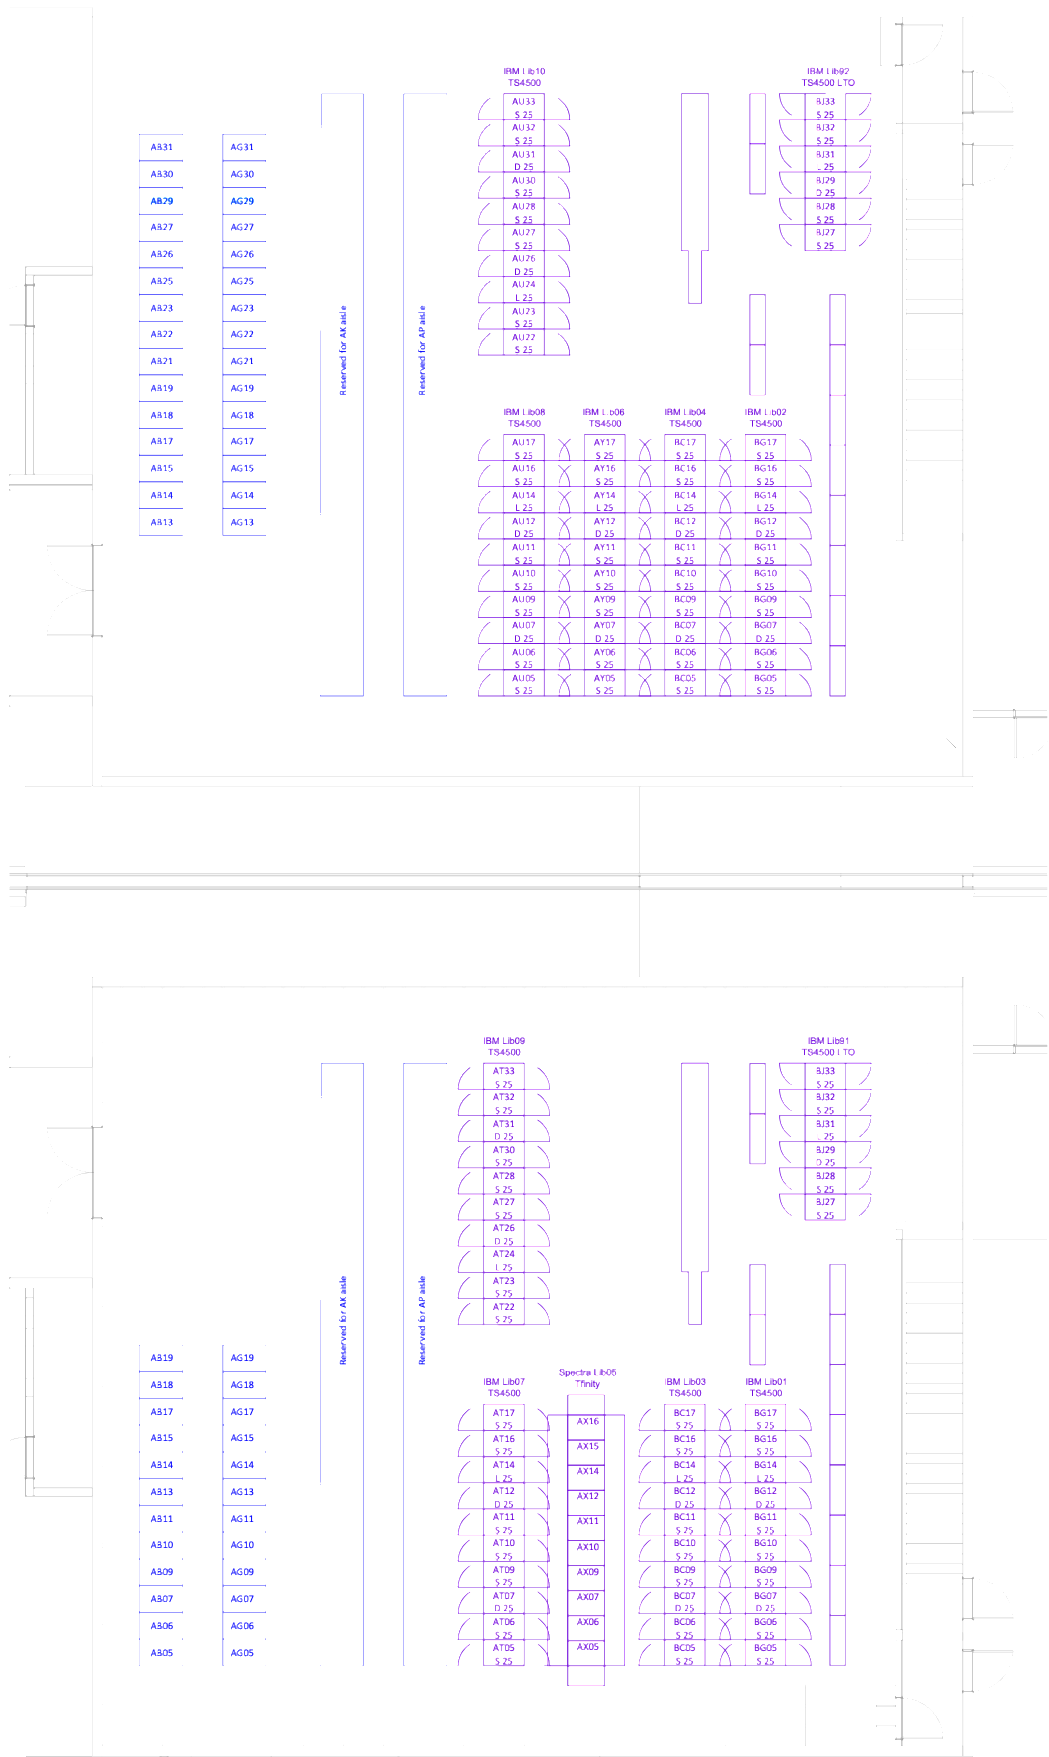 IBM Lib10
TS4500
AU33
S 25
AU32
S 25
AU31
D 25
AU30
S 25
AU28
S 25
AU27
S 25
AU26
D 25
AU24
L 25
AU23
S 25
AU22
S 25
IBM Lib92
TS4500 LTO
BJ33
S 25
BJ32
S 25
BJ31
L 25
BJ29
D 25
BJ28
S 25
BJ27
S 25
AB31
AB30
AB29
AB27
AB26
AB25
AB23
AB22
AB21
AB19
AB18
AB17
AB15
AB14
AB13
AG31
AG30
AG29
AG27
AG26
AG25
AG23
AG22
AG21
AG19
AG18
AG17
AG15
AG14
AG13
Reserved for AK aisle
Reserved for AP aisle
IBM Lib08
TS4500
AU17
S 25
AU16
S 25
AU14
L 25
AU12
D 25
AU11
S 25
AU10
S 25
AU09
S 25
AU07
D 25
AU06
S 25
AU05
S 25
IBM Lib06
TS4500
AY17
S 25
AY16
S 25
AY14
L 25
AY12
D 25
AY11
S 25
AY10
S 25
AY09
S 25
AY07
D 25
AY06
S 25
AY05
S 25
IBM Lib04
TS4500
BC17
S 25
BC16
S 25
BC14
L 25
BC12
D 25
BC11
S 25
BC10
S 25
BC09
S 25
BC07
D 25
BC06
S 25
BC05
S 25
IBM Lib02
TS4500
BG17
S 25
BG16
S 25
BG14
L 25
BG12
D 25
BG11
S 25
BG10
S 25
BG09
S 25
BG07
D 25
BG06
S 25
BG05
S 25
IBM Lib09
TS4500
AT33
S 25
AT32
S 25
AT31
D 25
AT30
S 25
AT28
S 25
AT27
S 25
AT26
D 25
AT24
L 25
AT23
S 25
AT22
S 25
IBM Lib91
TS4500 LTO
BJ33
S 25
BJ32
S 25
BJ31
L 25
BJ29
D 25
BJ28
S 25
BJ27
S 25
Reserved for AK aisle
Reserved for AP aisle
AB19
AB18
AB17
AB15
AB14
AB13
AB11
AB10
AB09
AB07
AB06
AB05
AG19
AG18
AG17
AG15
AG14
AG13
AG11
AG10
AG09
AG07
AG06
AG05
IBM Lib07
TS4500
AT17
S 25
AT16
S 25
AT14
L 25
AT12
D 25
AT11
S 25
AT10
S 25
AT09
S 25
AT07
D 25
AT06
S 25
AT05
S 25
Spectra Lib05
Tfinity
AX16
AX15
AX14
AX12
AX11
AX10
AX09
AX07
AX06
AX05
IBM Lib03
TS4500
BC17
S 25
BC16
S 25
BC14
L 25
BC12
D 25
BC11
S 25
BC10
S 25
BC09
S 25
BC07
D 25
BC06
S 25
BC05
S 25
IBM Lib01
TS4500
BG17
S 25
BG16
S 25
BG14
L 25
BG12
D 25
BG11
S 25
BG10
S 25
BG09
S 25
BG07
D 25
BG06
S 25
BG05
S 25